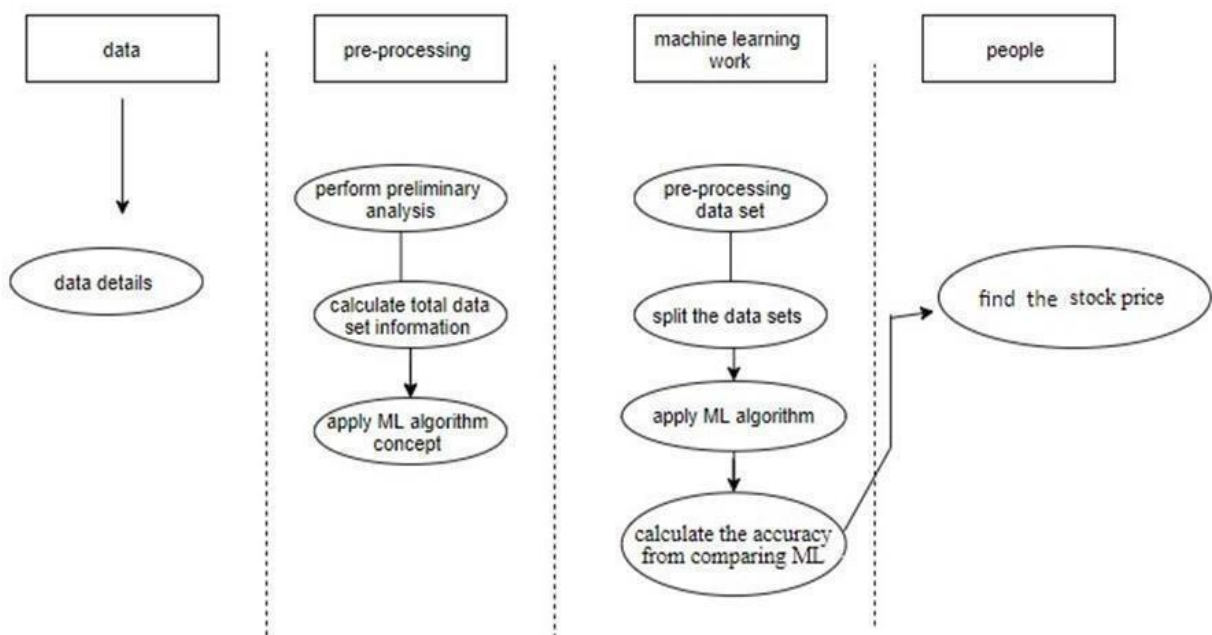 data
pre-processing
machine learning
work
people
data details
perform preliminary
analysis
calculate total data
set information
apply ML algorithm
concept
pre-processing
data set
split the data sets
apply ML algorithm
calculate the accuracy
from comparing ML
find the stock price